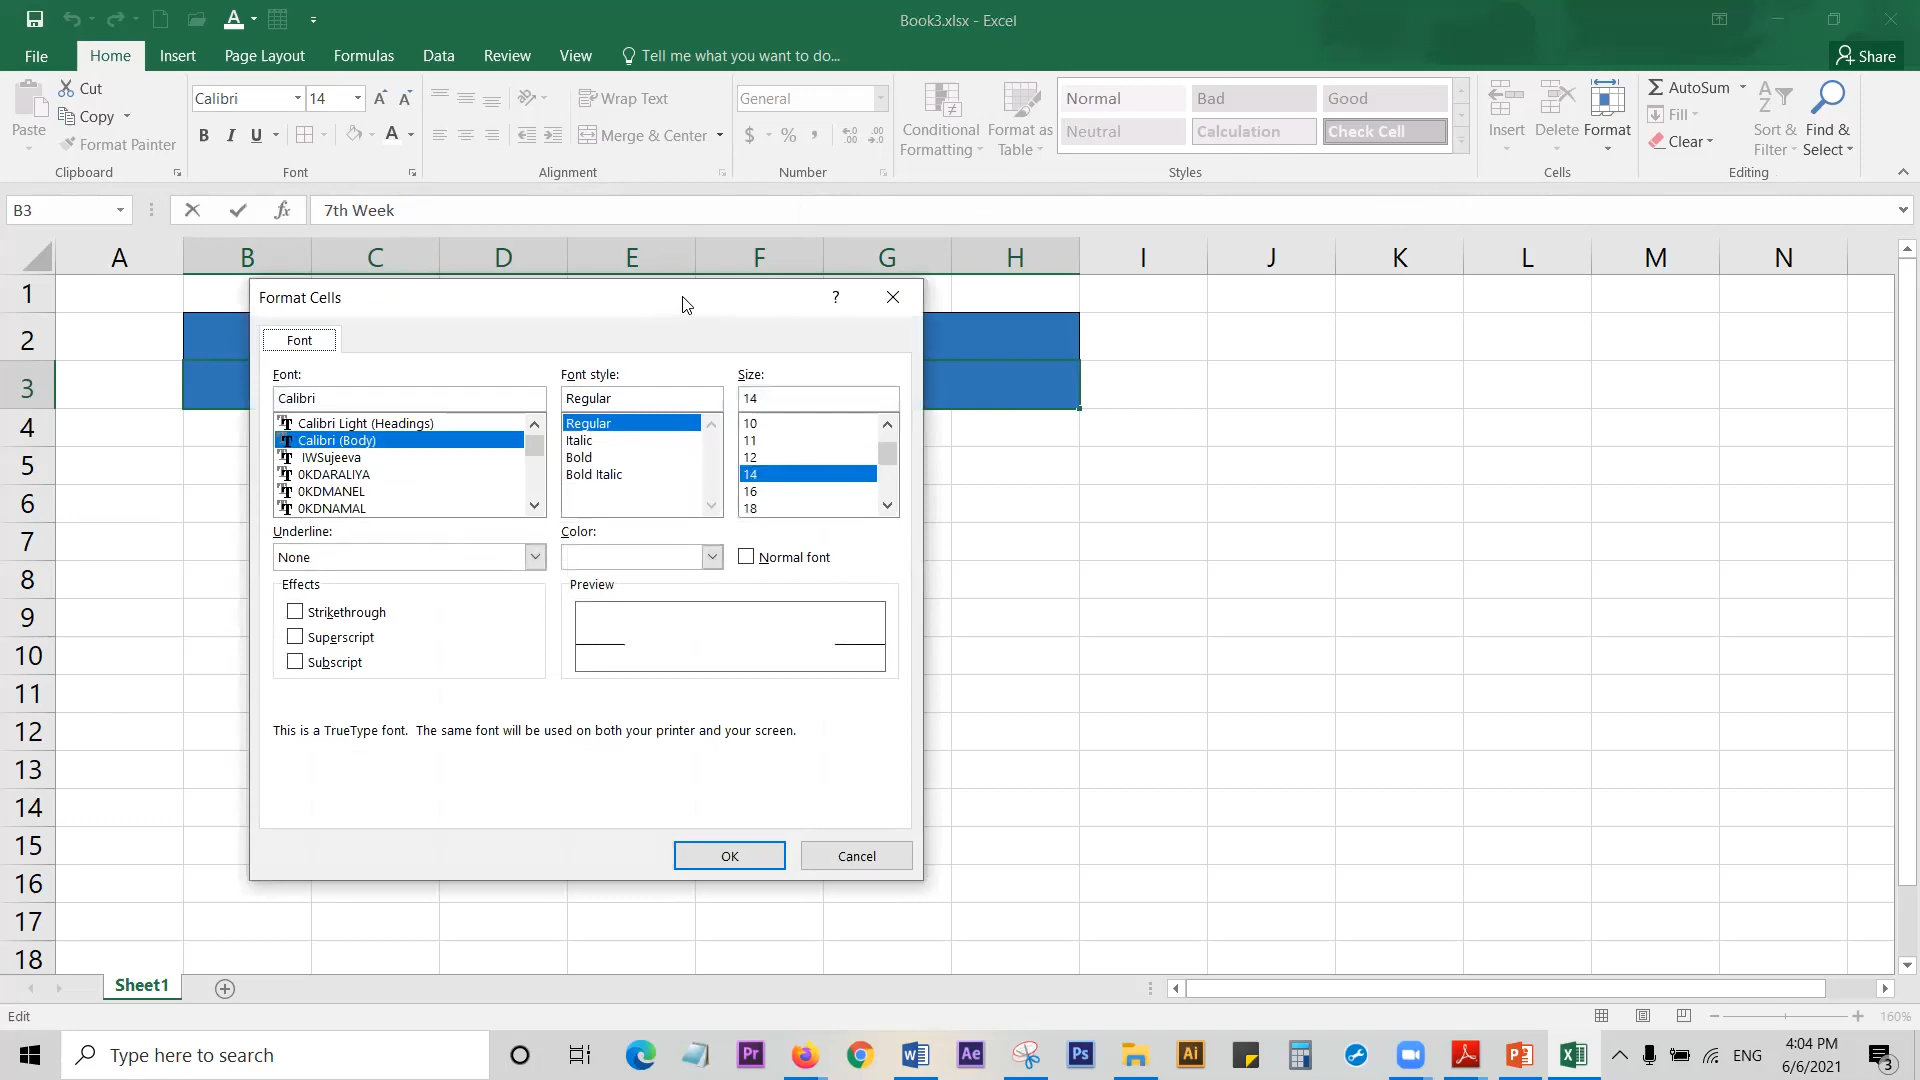 Book3.xlsx - Excel
File Home Insert Page Layout Formulas Data Review View Tell me what you want to do... Share
Cut
Copy
Format Painter
Paste
Clipboard
Calibri 14
B I U A
Font
Wrap Text
Merge & Center
Alignment
General
$ % ,
Number
Conditional Formatting
Format as Table
Normal Bad Good
Neutral Calculation Check Cell
Styles
Insert Delete Format
Cells
AutoSum
Fill
Clear
Sort & Filter
Find & Select
Editing
B3 fx 7th Week
A B C D E F G H I J K L M N
1
2
3
4
5
6
7
8
9
10
11
12
13
14
15
16
17
18
Format Cells ?
Font
Font: Font style: Size:
Calibri Regular 14
Calibri Light (Headings)
Calibri (Body)
IWSujeeva
0KDARALIYA
0KDMANEL
0KDNAMAL
Regular
Italic
Bold
Bold Italic
10
11
12
14
16
18
Underline: Color:
None Normal font
Effects
Strikethrough
Superscript
Subscript
Preview
This is a TrueType font. The same font will be used on both your printer and your screen.
OK Cancel
Sheet1
Edit 160%
Type here to search
Pr Ae Ps Ai
ENG
4:04 PM
6/6/2021
3